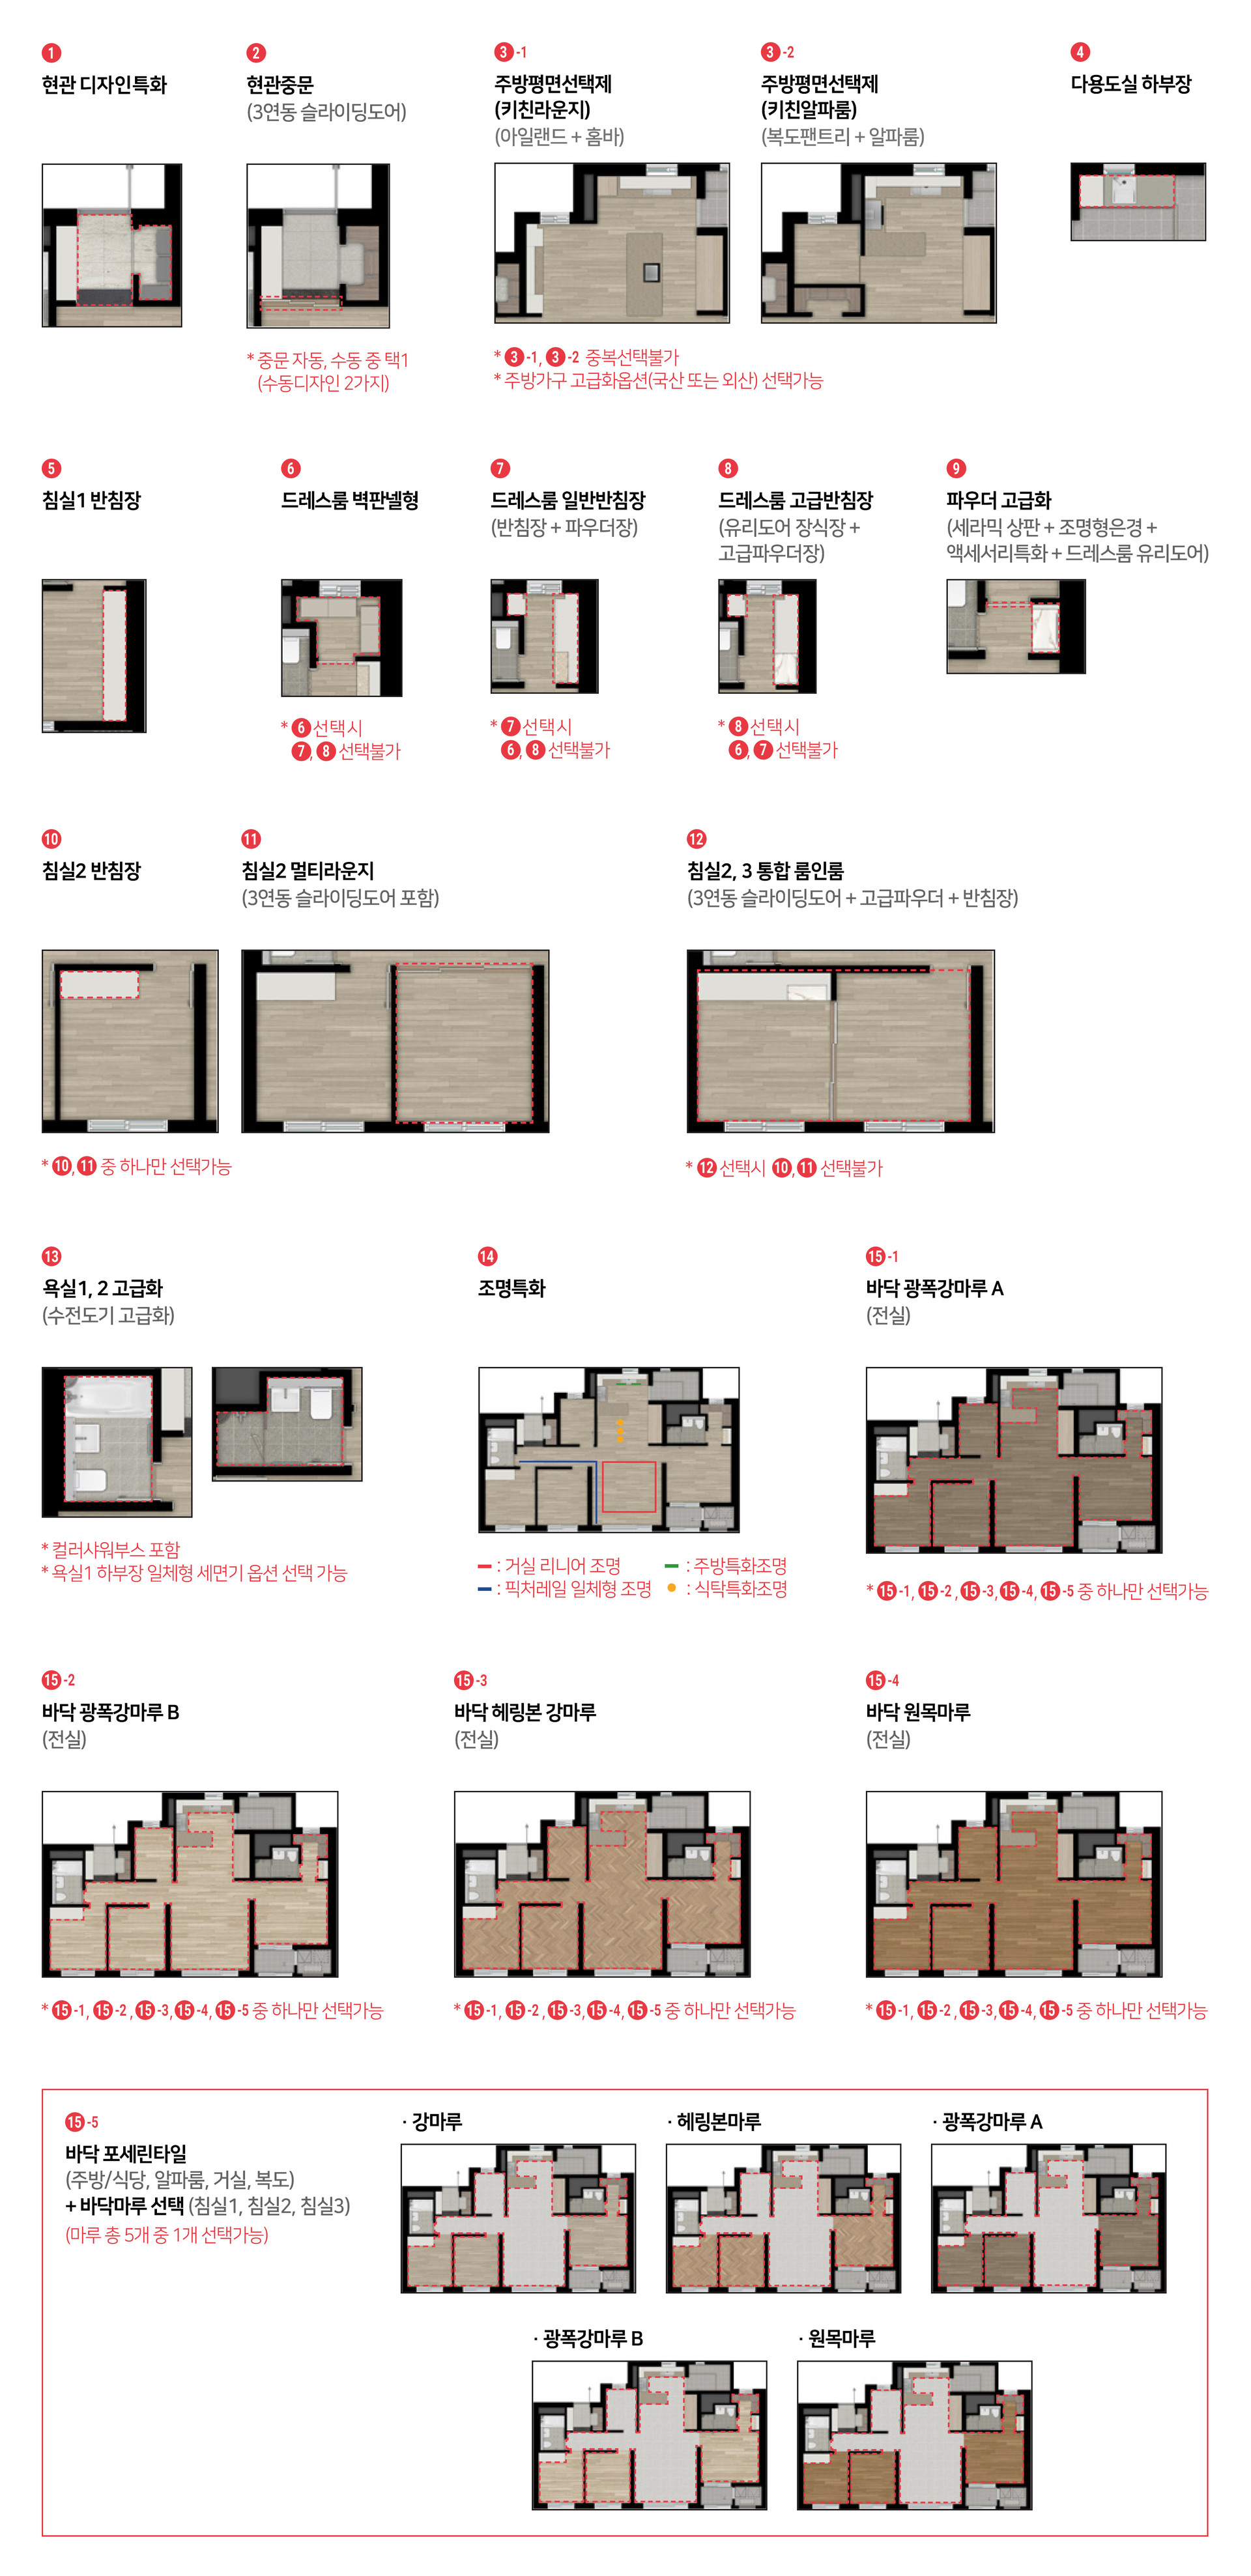 1
현관 디자인특화
2
현관중문
(3연동 슬라이딩도어)
* 중문 자동, 수동 중 택1
(수동디자인 2가지)
3-1
주방평면선택제
(키친라운지)
(아일랜드 + 홈바)
3-2
주방평면선택제
(키친알파룸)
(복도팬트리 + 알파룸)
* 3-1, 3-2 중복선택불가
* 주방가구 고급화옵션(국산 또는 외산) 선택가능
4
다용도실 하부장
5
침실1 반침장
6
드레스룸 벽판넬형
* 6 선택시
7, 8 선택불가
7
드레스룸 일반반침장
(반침장 + 파우더장)
* 7 선택시
6, 8 선택불가
8
드레스룸 고급반침장
(유리도어 장식장 +
고급파우더장)
* 8 선택시
6, 7 선택불가
9
파우더 고급화
(세라믹 상판 + 조명형은경 +
액세서리특화 + 드레스룸 유리도어)
10
침실2 반침장
11
침실2 멀티라운지
(3연동 슬라이딩도어 포함)
* 10, 11 중 하나만 선택가능
12
침실2, 3 통합 룸인룸
(3연동 슬라이딩도어 + 고급파우더 + 반침장)
* 12 선택시 10, 11 선택불가
13
욕실1, 2 고급화
(수전도기 고급화)
* 컬러샤워부스 포함
* 욕실1 하부장 일체형 세면기 옵션 선택 가능
14
조명특화
: 거실 리니어 조명
: 주방특화조명
: 픽처레일 일체형 조명
: 식탁특화조명
15-1
바닥 광폭강마루 A
(전실)
* 15-1, 15-2, 15-3, 15-4, 15-5 중 하나만 선택가능
15-2
바닥 광폭강마루 B
(전실)
* 15-1, 15-2, 15-3, 15-4, 15-5 중 하나만 선택가능
15-3
바닥 헤링본 강마루
(전실)
* 15-1, 15-2, 15-3, 15-4, 15-5 중 하나만 선택가능
15-4
바닥 원목마루
(전실)
* 15-1, 15-2, 15-3, 15-4, 15-5 중 하나만 선택가능
15-5
바닥 포세린타일
(주방/식당, 알파룸, 거실, 복도)
+ 바닥마루 선택 (침실1, 침실2, 침실3)
(마루 총 5개 중 1개 선택가능)
· 강마루
· 헤링본마루
· 광폭강마루 A
· 광폭강마루 B
· 원목마루